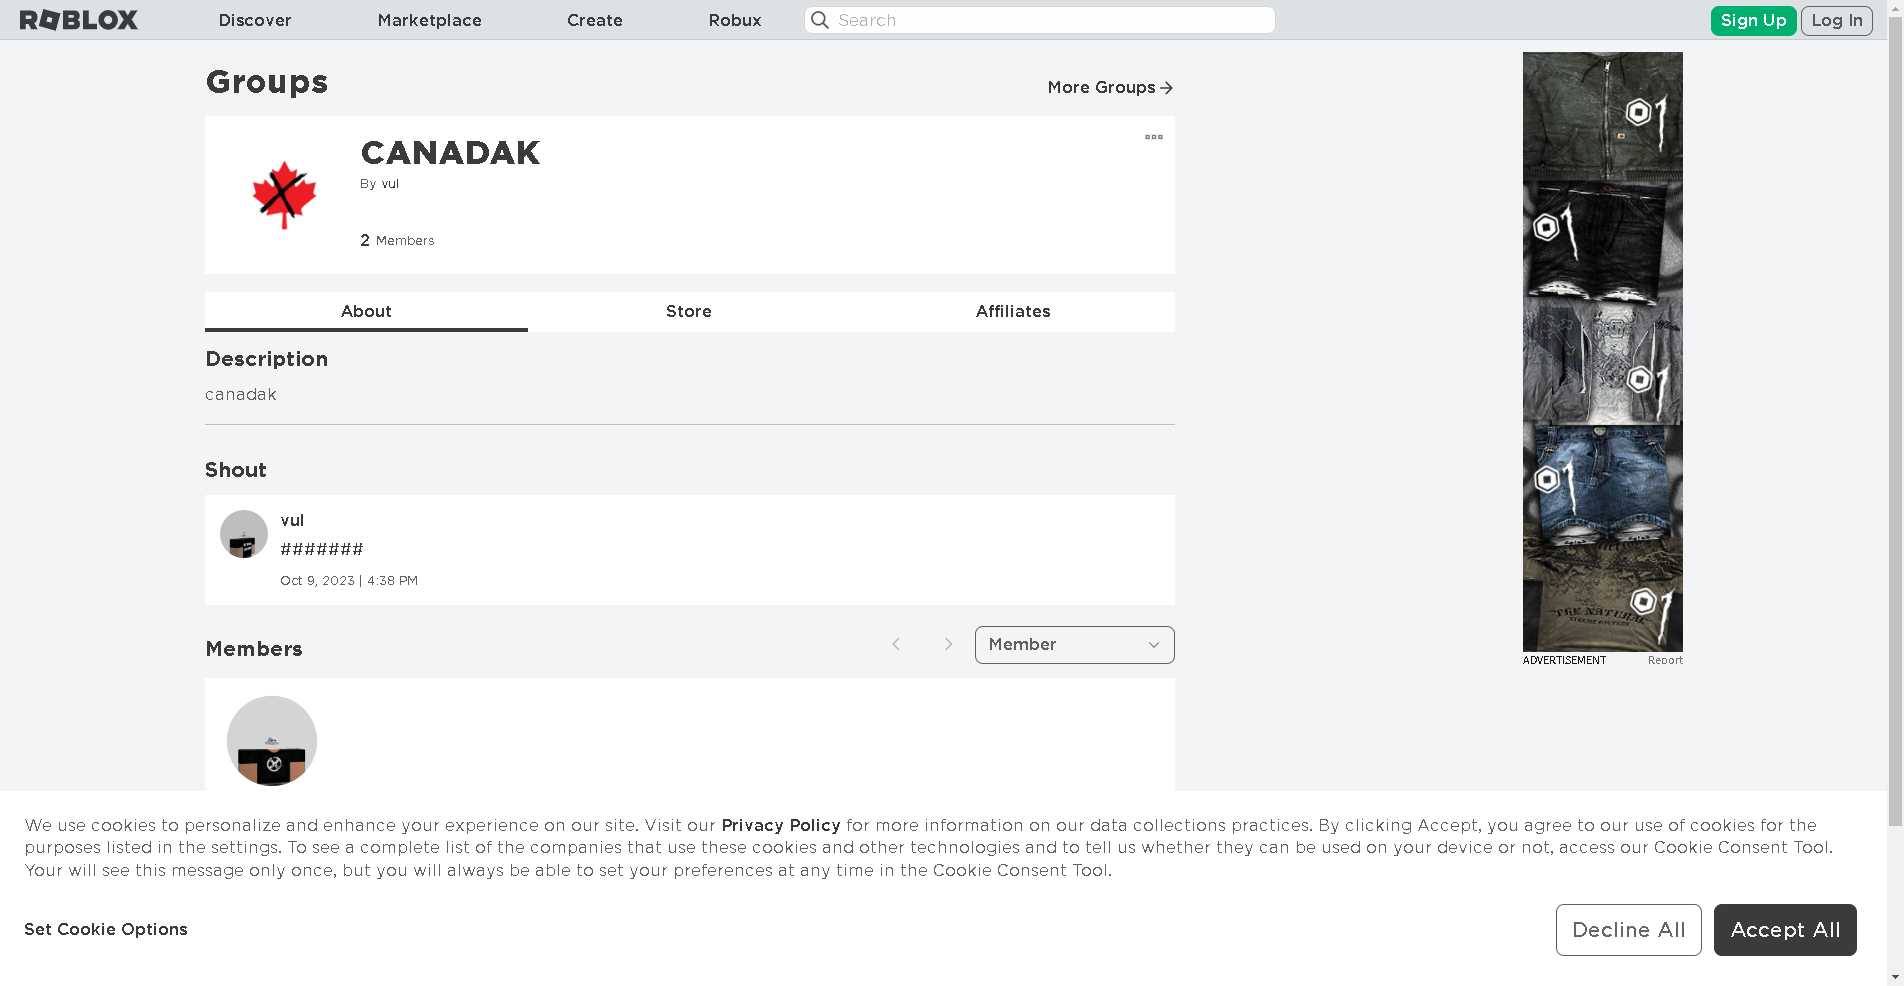 ROBLOX
Discover
Marketplace
Create
Robux
Search
Sign Up
Log In
Groups
More Groups
CANADAK
By vul
2 Members
About
Store
Affiliates
Description
canadak
Shout
vul
#######
Oct 9, 2023 | 4:38 PM
Members
Member
THE NATURAL
ADVERTISEMENT
Report
We use cookies to personalize and enhance your experience on our site. Visit our Privacy Policy for more information on our data collections practices. By clicking Accept, you agree to our use of cookies for the
purposes listed in the settings. To see a complete list of the companies that use these cookies and other technologies and to tell us whether they can be used on your device or not, access our Cookie Consent Tool.
Your will see this message only once, but you will always be able to set your preferences at any time in the Cookie Consent Tool.
Set Cookie Options
Decline All
Accept All